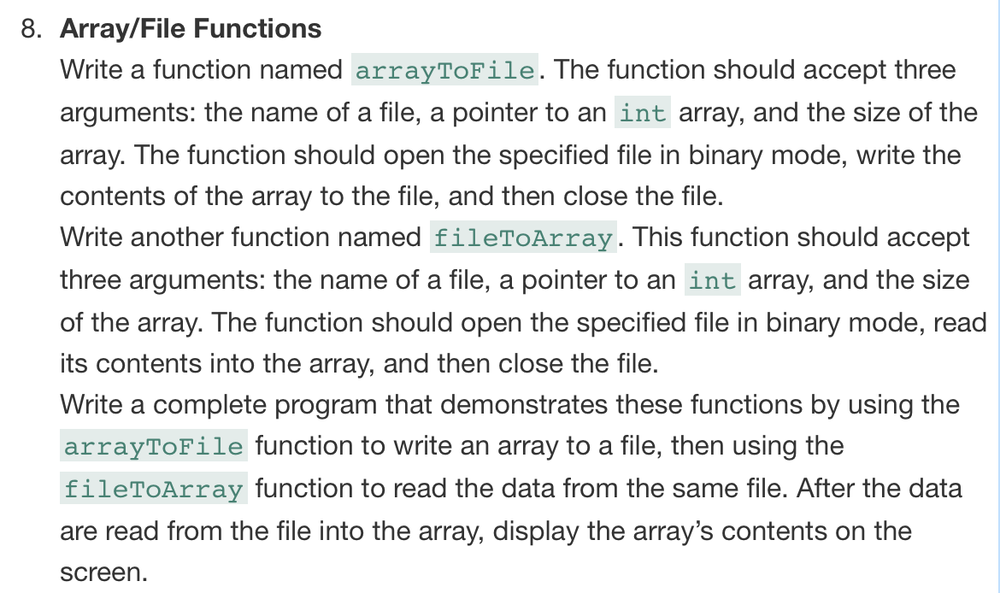 8. Array/File Functions
Write a function named arrayToFile. The function should accept three
arguments: the name of a file, a pointer to an int array, and the size of the
array. The function should open the specified file in binary mode, write the
contents of the array to the file, and then close the file.
Write another function named fileToArray. This function should accept
three arguments: the name of a file, a pointer to an int array, and the size
of the array. The function should open the specified file in binary mode, read
its contents into the array, and then close the file.
Write a complete program that demonstrates these functions by using the
arrayToFile function to write an array to a file, then using the
fileToArray function to read the data from the same file. After the data
are read from the file into the array, display the array’s contents on the
screen.